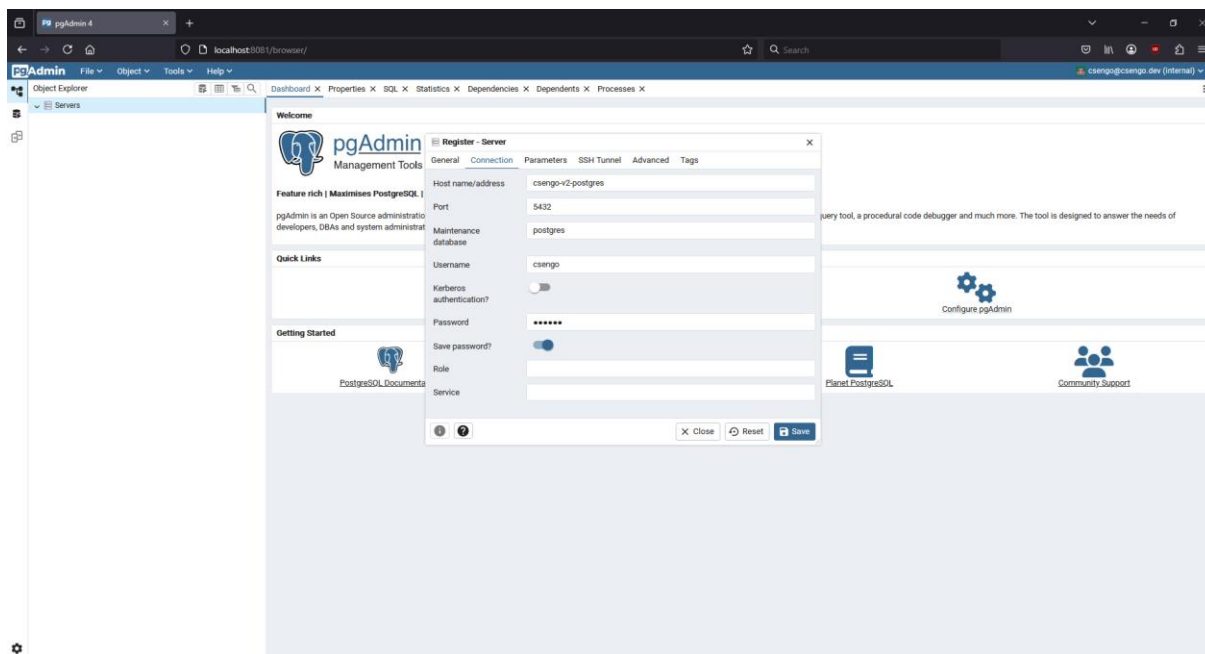 pgAdmin 4
localhost:8081/browser/
Search
pgAdmin File Object Tools Help
csengo@csengo.dev (internal)
Object Explorer
Servers
Dashboard Properties SQL Statistics Dependencies Dependents Processes
Welcome
pgAdmin
Management Tools
Feature rich | Maximises PostgreSQL |
pgAdmin is an Open Source administratio
query tool, a procedural code debugger and much more. The tool is designed to answer the needs of
developers, DBAs and system administrat
Quick Links
Configure pgAdmin
Getting Started
PostgreSQL Documenta
Planet PostgreSQL
Community Support
Register - Server
General Connection Parameters SSH Tunnel Advanced Tags
Host name/address csengo-v2-postgres
Port 5432
Maintenance
database
postgres
Username csengo
Kerberos
authentication?
Password ••••••
Save password?
Role
Service
Close Reset Save